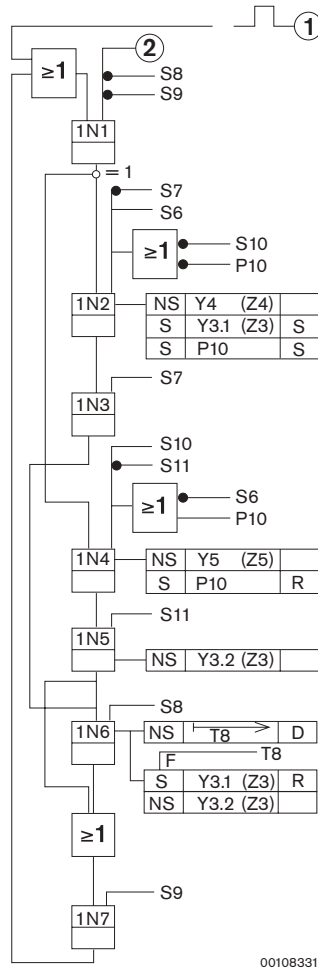 1
≥1
2
S8
S9
1N1
= 1
S7
S6
≥1
S10
P10
1N2
NS Y4 (Z4)
S Y3.1 (Z3) S
S P10 S
S7
1N3
S10
S11
≥1
S6
P10
1N4
NS Y5 (Z5)
S P10 R
S11
1N5
NS Y3.2 (Z3)
S8
1N6
NS T8 D
F T8
S Y3.1 (Z3) R
NS Y3.2 (Z3)
≥1
S9
1N7
00108331